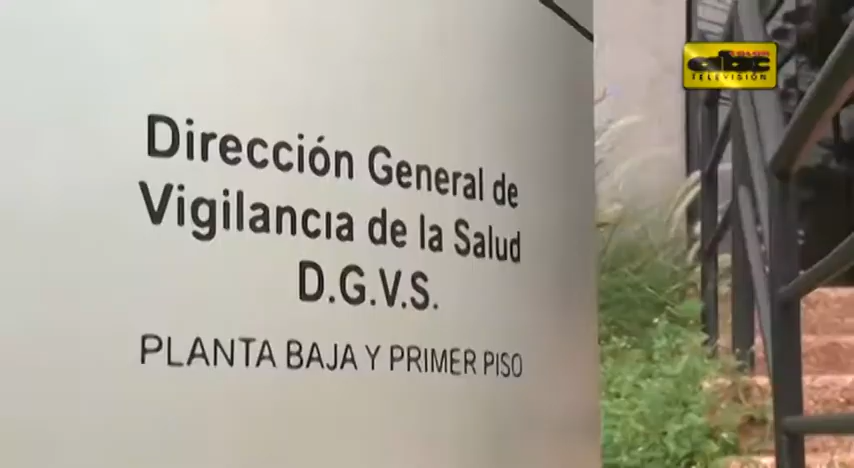 Dirección General de
Vigilancia de la Salud
D.G.V.S.
PLANTA BAJA Y PRIMER PISO
abc
TELEVISIÓN